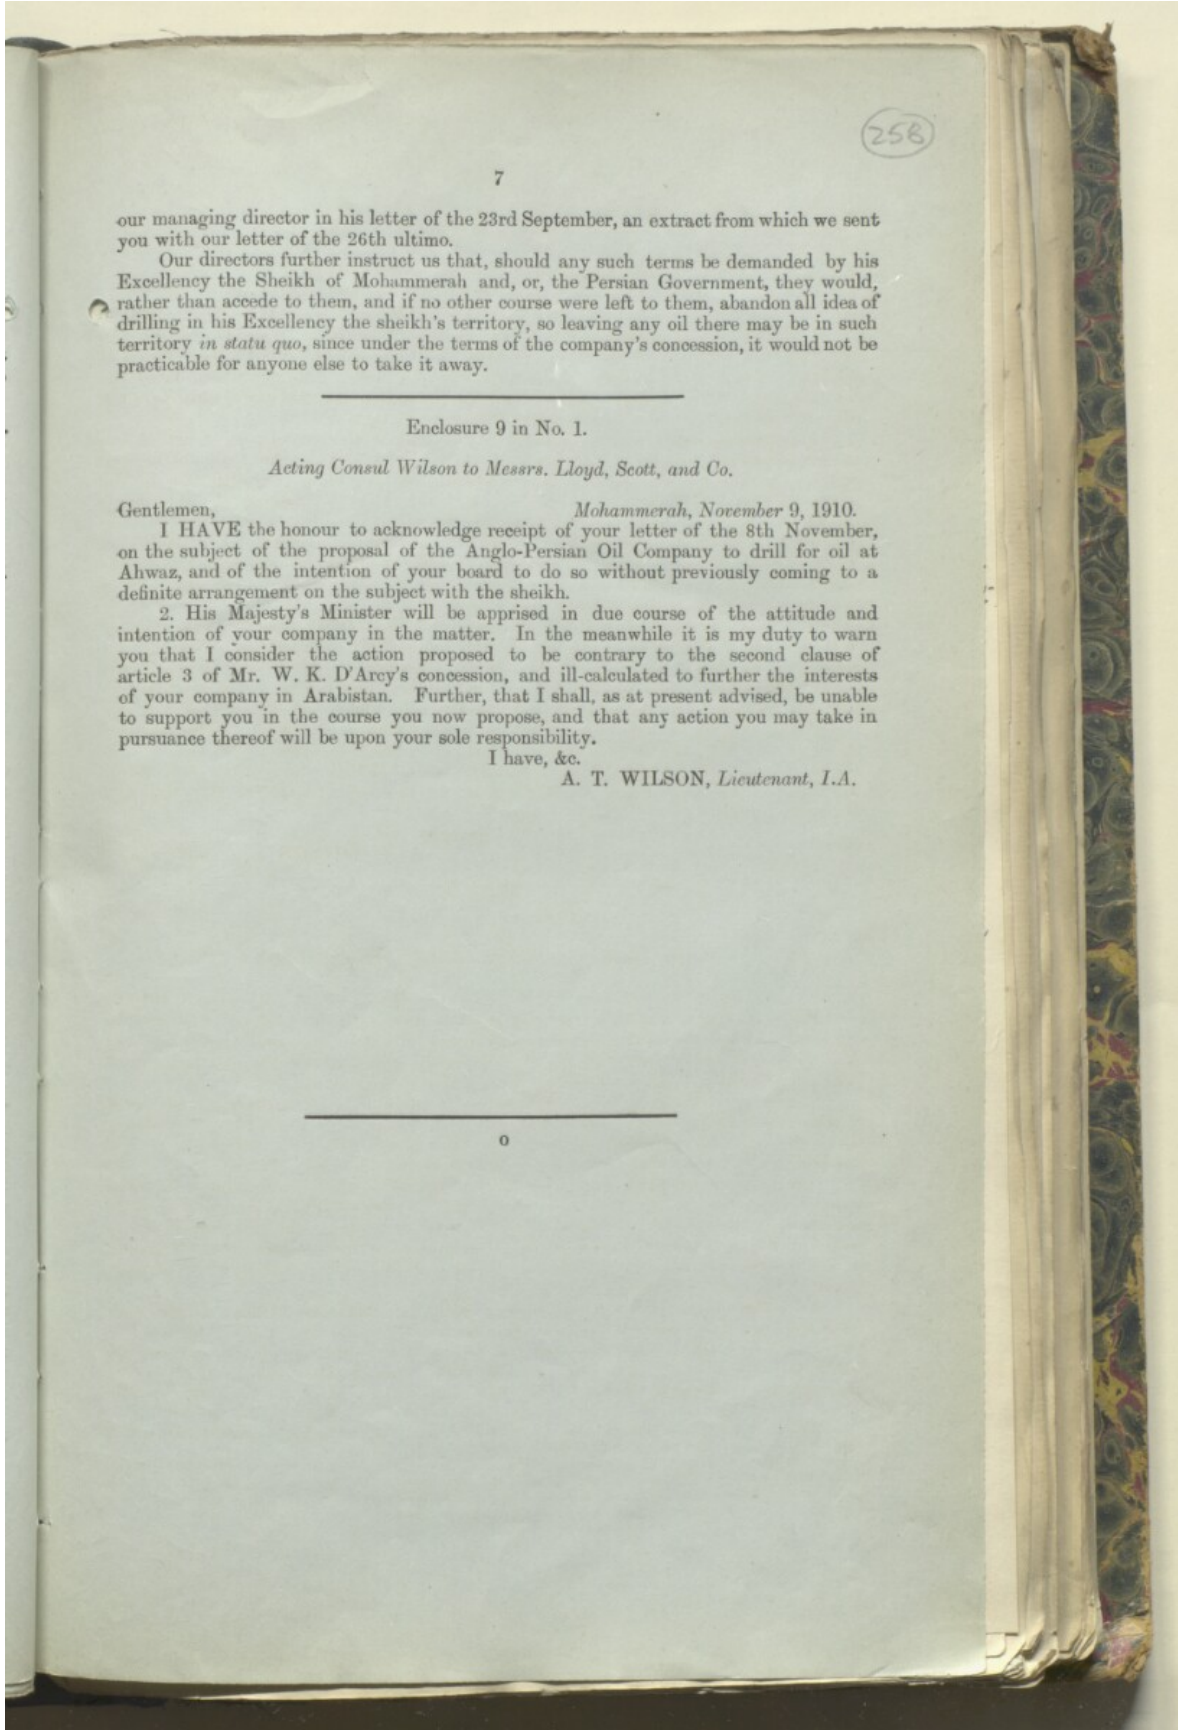 258
7
our managing director in his letter of the 23rd September, an extract from which we sent
you with our letter of the 26th ultimo.
Our directors further instruct us that, should any such terms be demanded by his
Excellency the Sheikh of Mohammerah and, or, the Persian Government, they would,
rather than accede to them, and if no other course were left to them, abandon all idea of
drilling in his Excellency the sheikh's territory, so leaving any oil there may be in such
territory in statu quo, since under the terms of the company's concession, it would not be
practicable for anyone else to take it away.
Enclosure 9 in No. 1.
Acting Consul Wilson to Messrs. Lloyd, Scott, and Co.
Gentlemen, Mohammerah, November 9, 1910.
I HAVE the honour to acknowledge receipt of your letter of the 8th November,
on the subject of the proposal of the Anglo-Persian Oil Company to drill for oil at
Ahwaz, and of the intention of your board to do so without previously coming to a
definite arrangement on the subject with the sheikh.
2. His Majesty's Minister will be apprised in due course of the attitude and
intention of your company in the matter. In the meanwhile it is my duty to warn
you that I consider the action proposed to be contrary to the second clause of
article 3 of Mr. W. K. D'Arcy's concession, and ill-calculated to further the interests
of your company in Arabistan. Further, that I shall, as at present advised, be unable
to support you in the course you now propose, and that any action you may take in
pursuance thereof will be upon your sole responsibility.
I have, &c.
A. T. WILSON, Lieutenant, I.A.
o